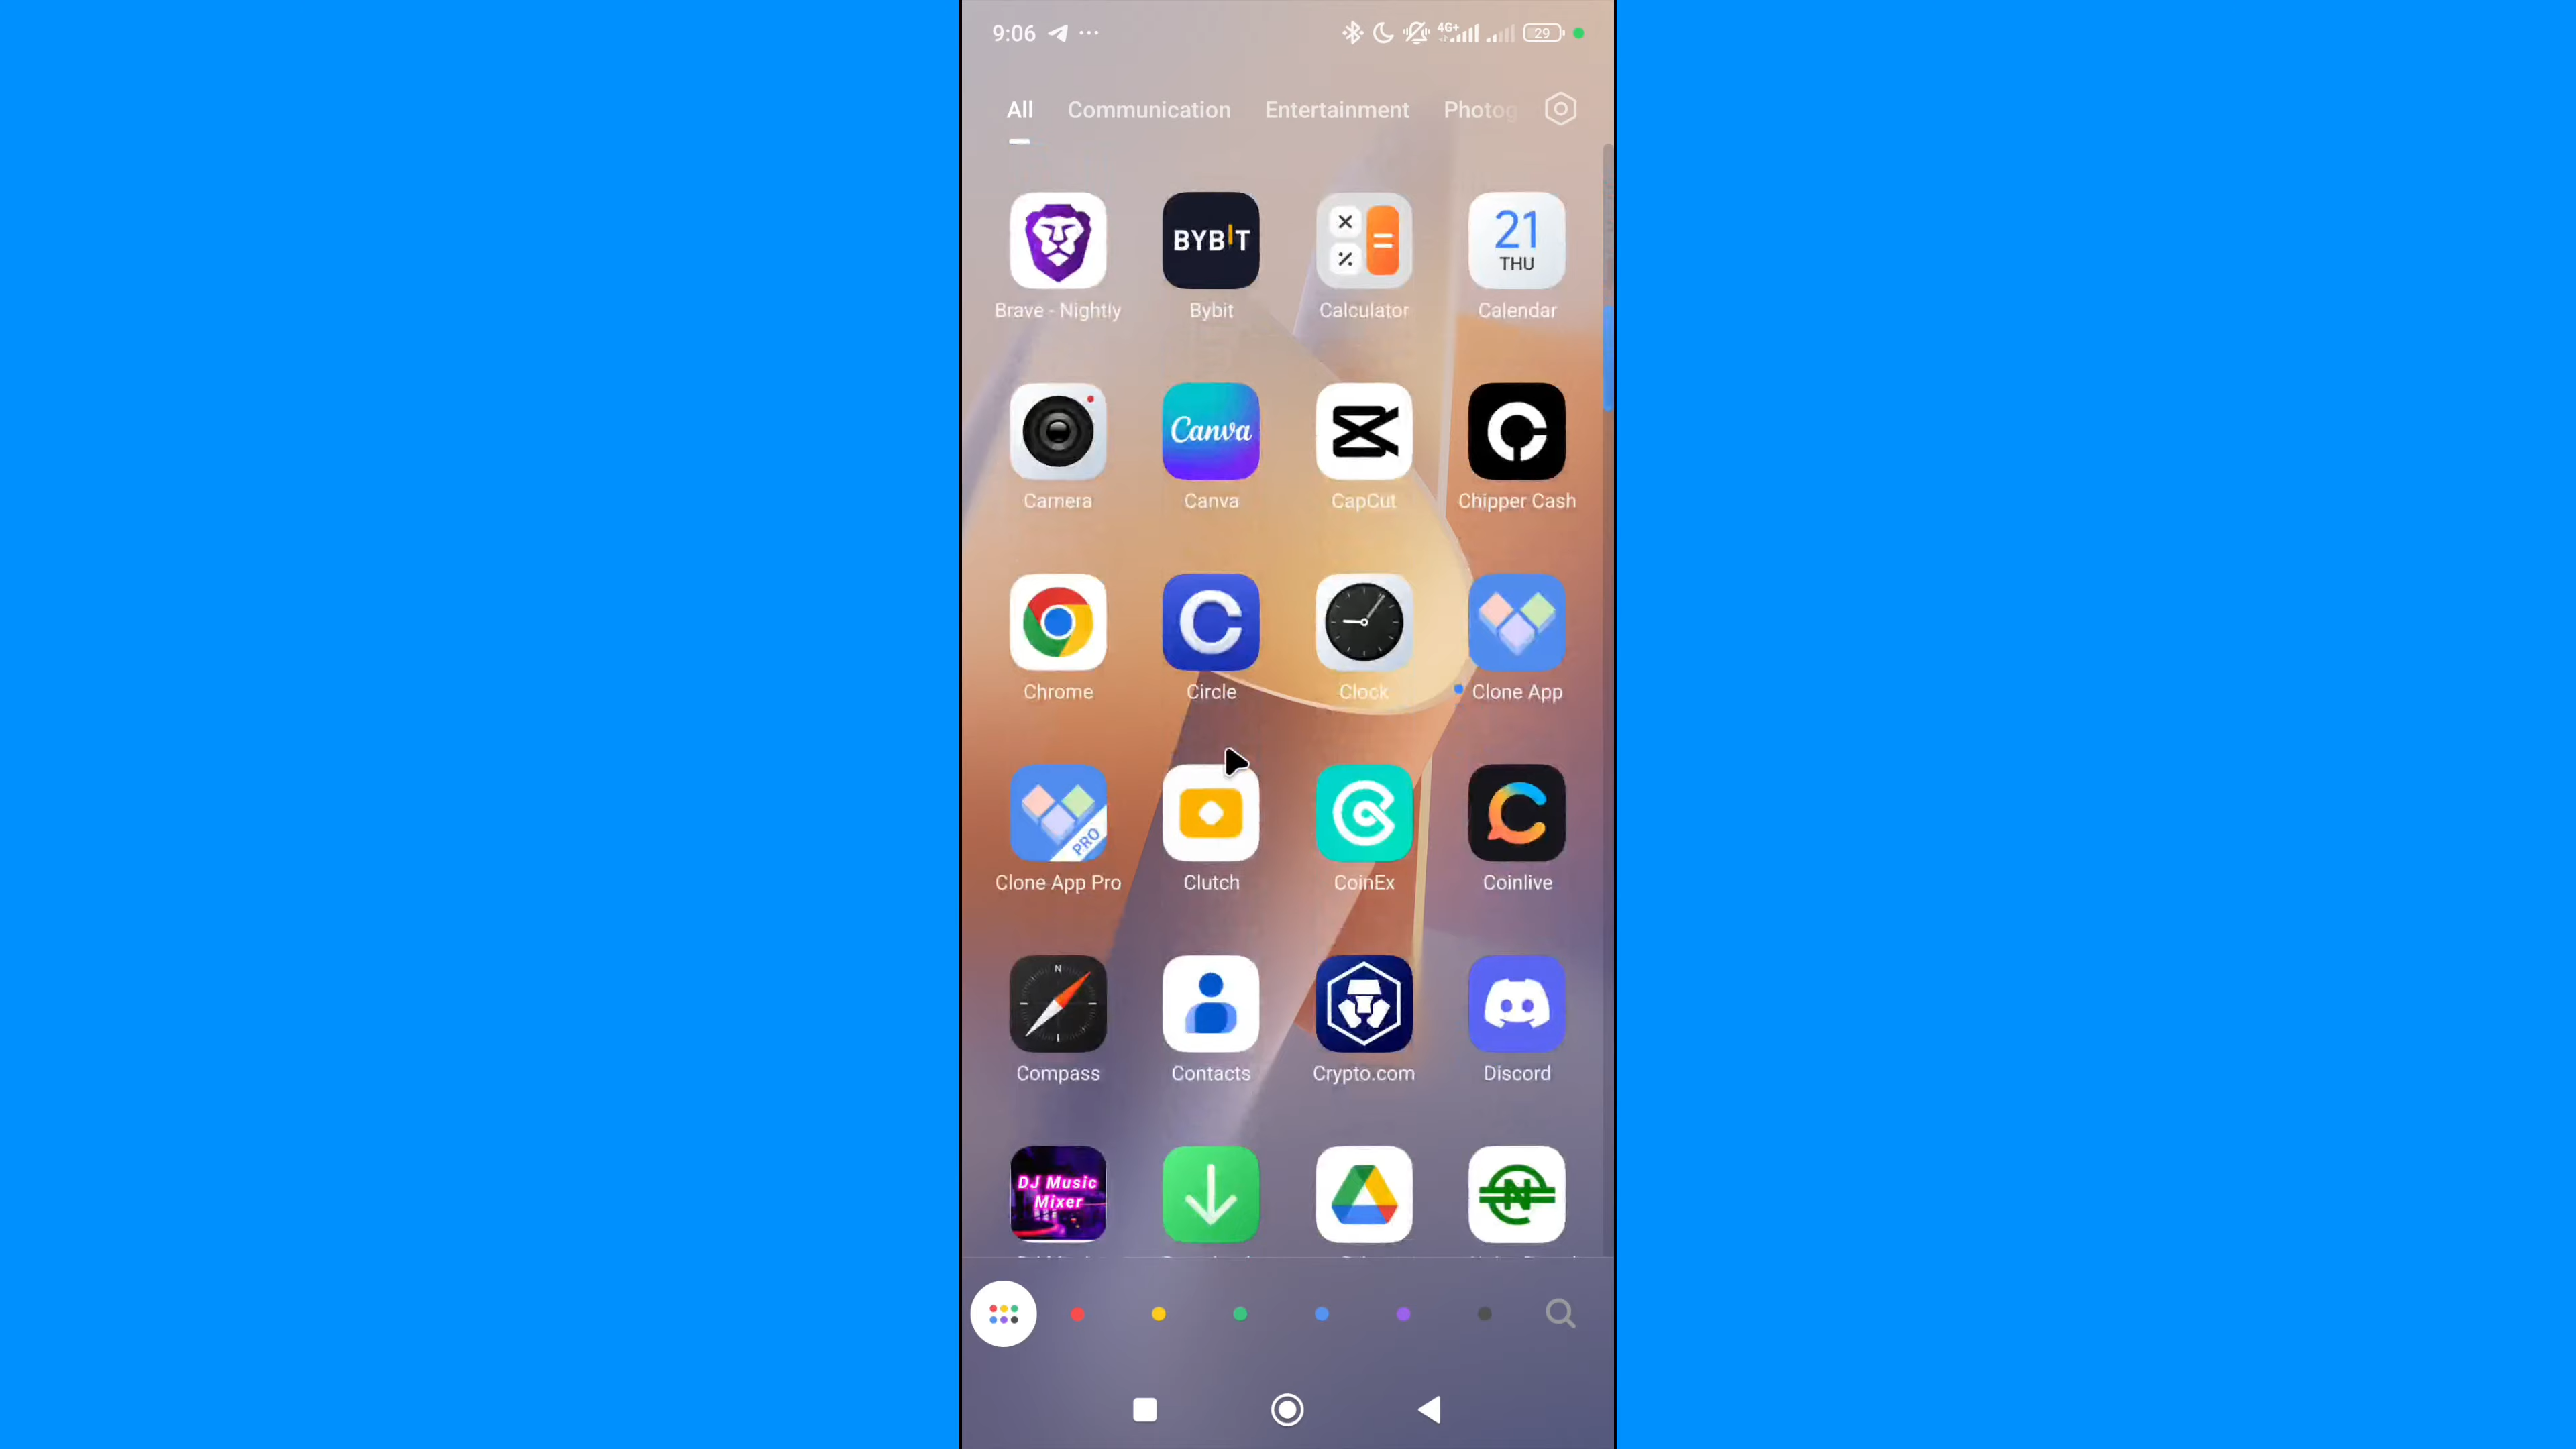 9:06 4G+ 29
All Communication Entertainment Photog
BYBIT 21 THU
Brave - Nightly Bybit Calculator Calendar
Canva
Camera Canva CapCut Chipper Cash
Chrome Circle Clock Clone App
PRO
Clone App Pro Clutch CoinEx Coinlive
N
Compass Contacts Crypto.com Discord
DJ Music
Mixer